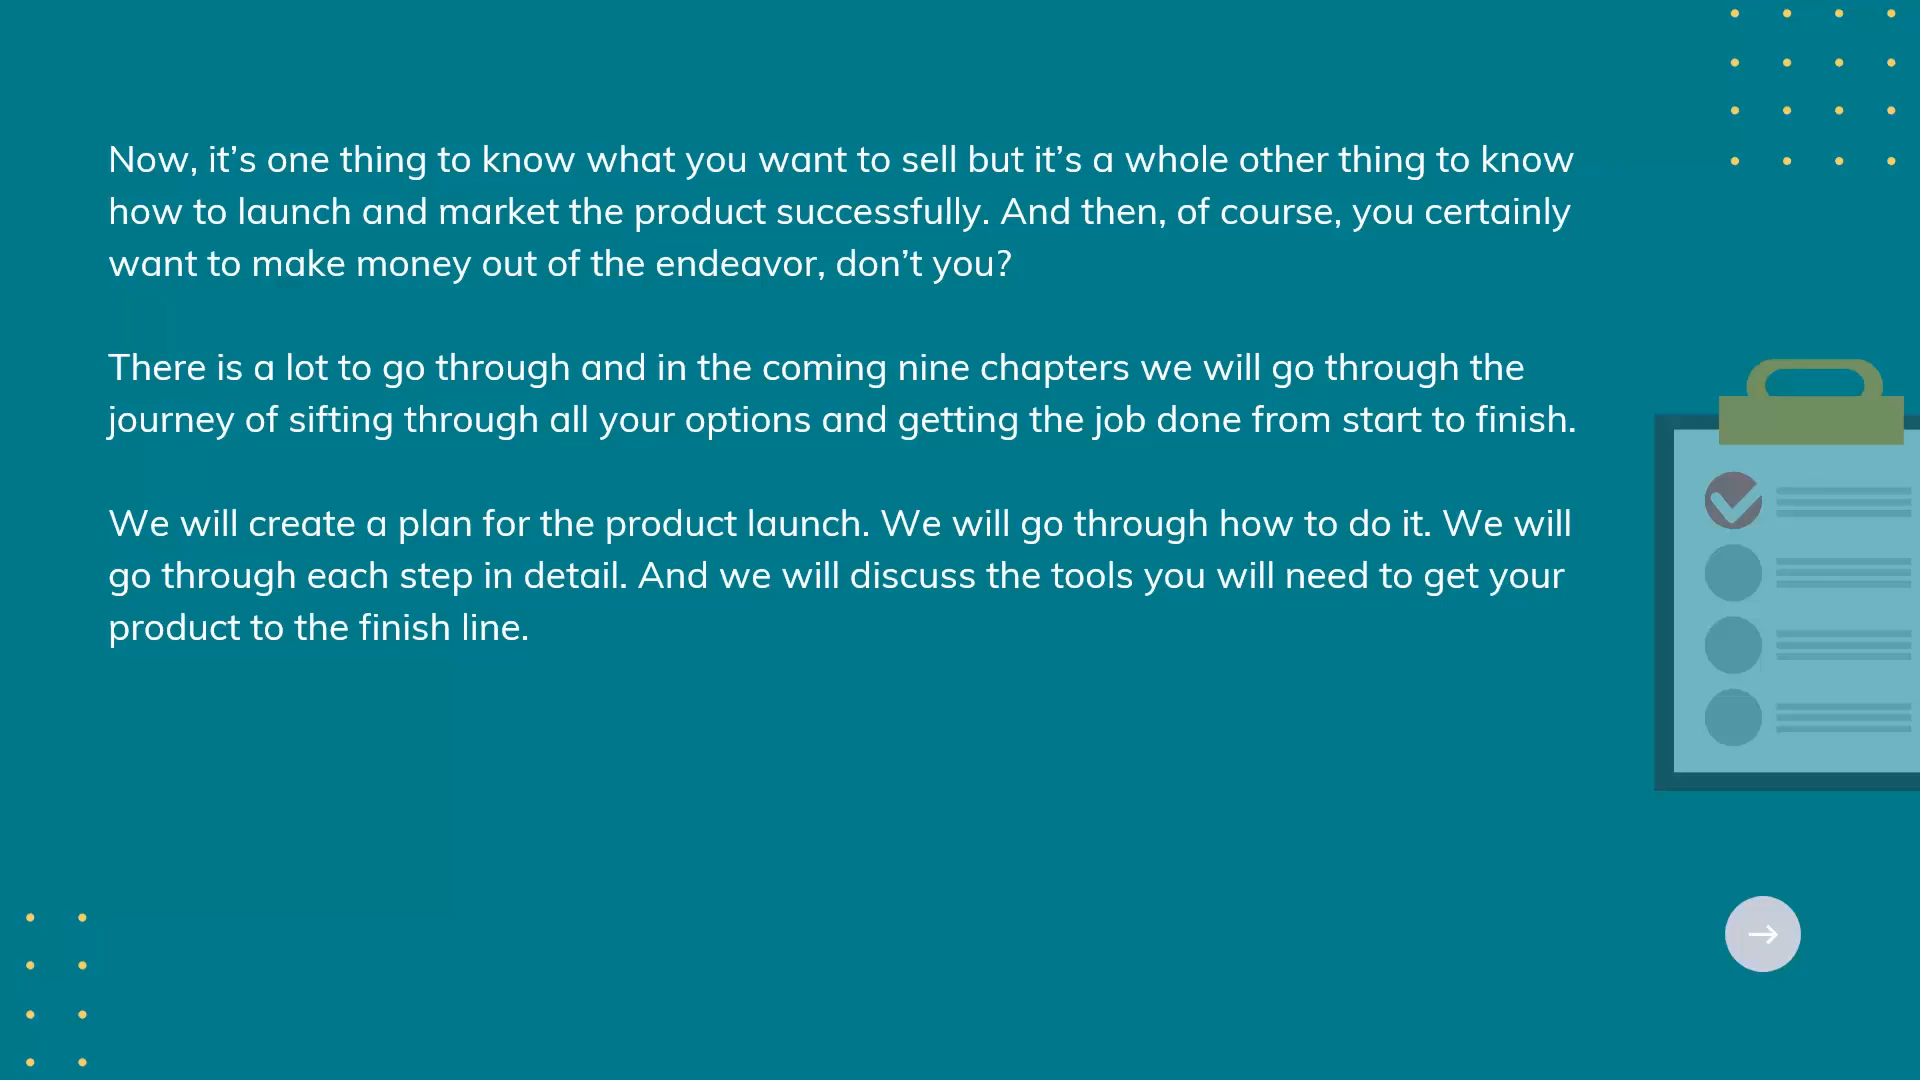 Now, it’s one thing to know what you want to sell but it’s a whole other thing to know
how to launch and market the product successfully. And then, of course, you certainly
want to make money out of the endeavor, don’t you?
There is a lot to go through and in the coming nine chapters we will go through the
journey of sifting through all your options and getting the job done from start to finish.
We will create a plan for the product launch. We will go through how to do it. We will
go through each step in detail. And we will discuss the tools you will need to get your
product to the finish line.